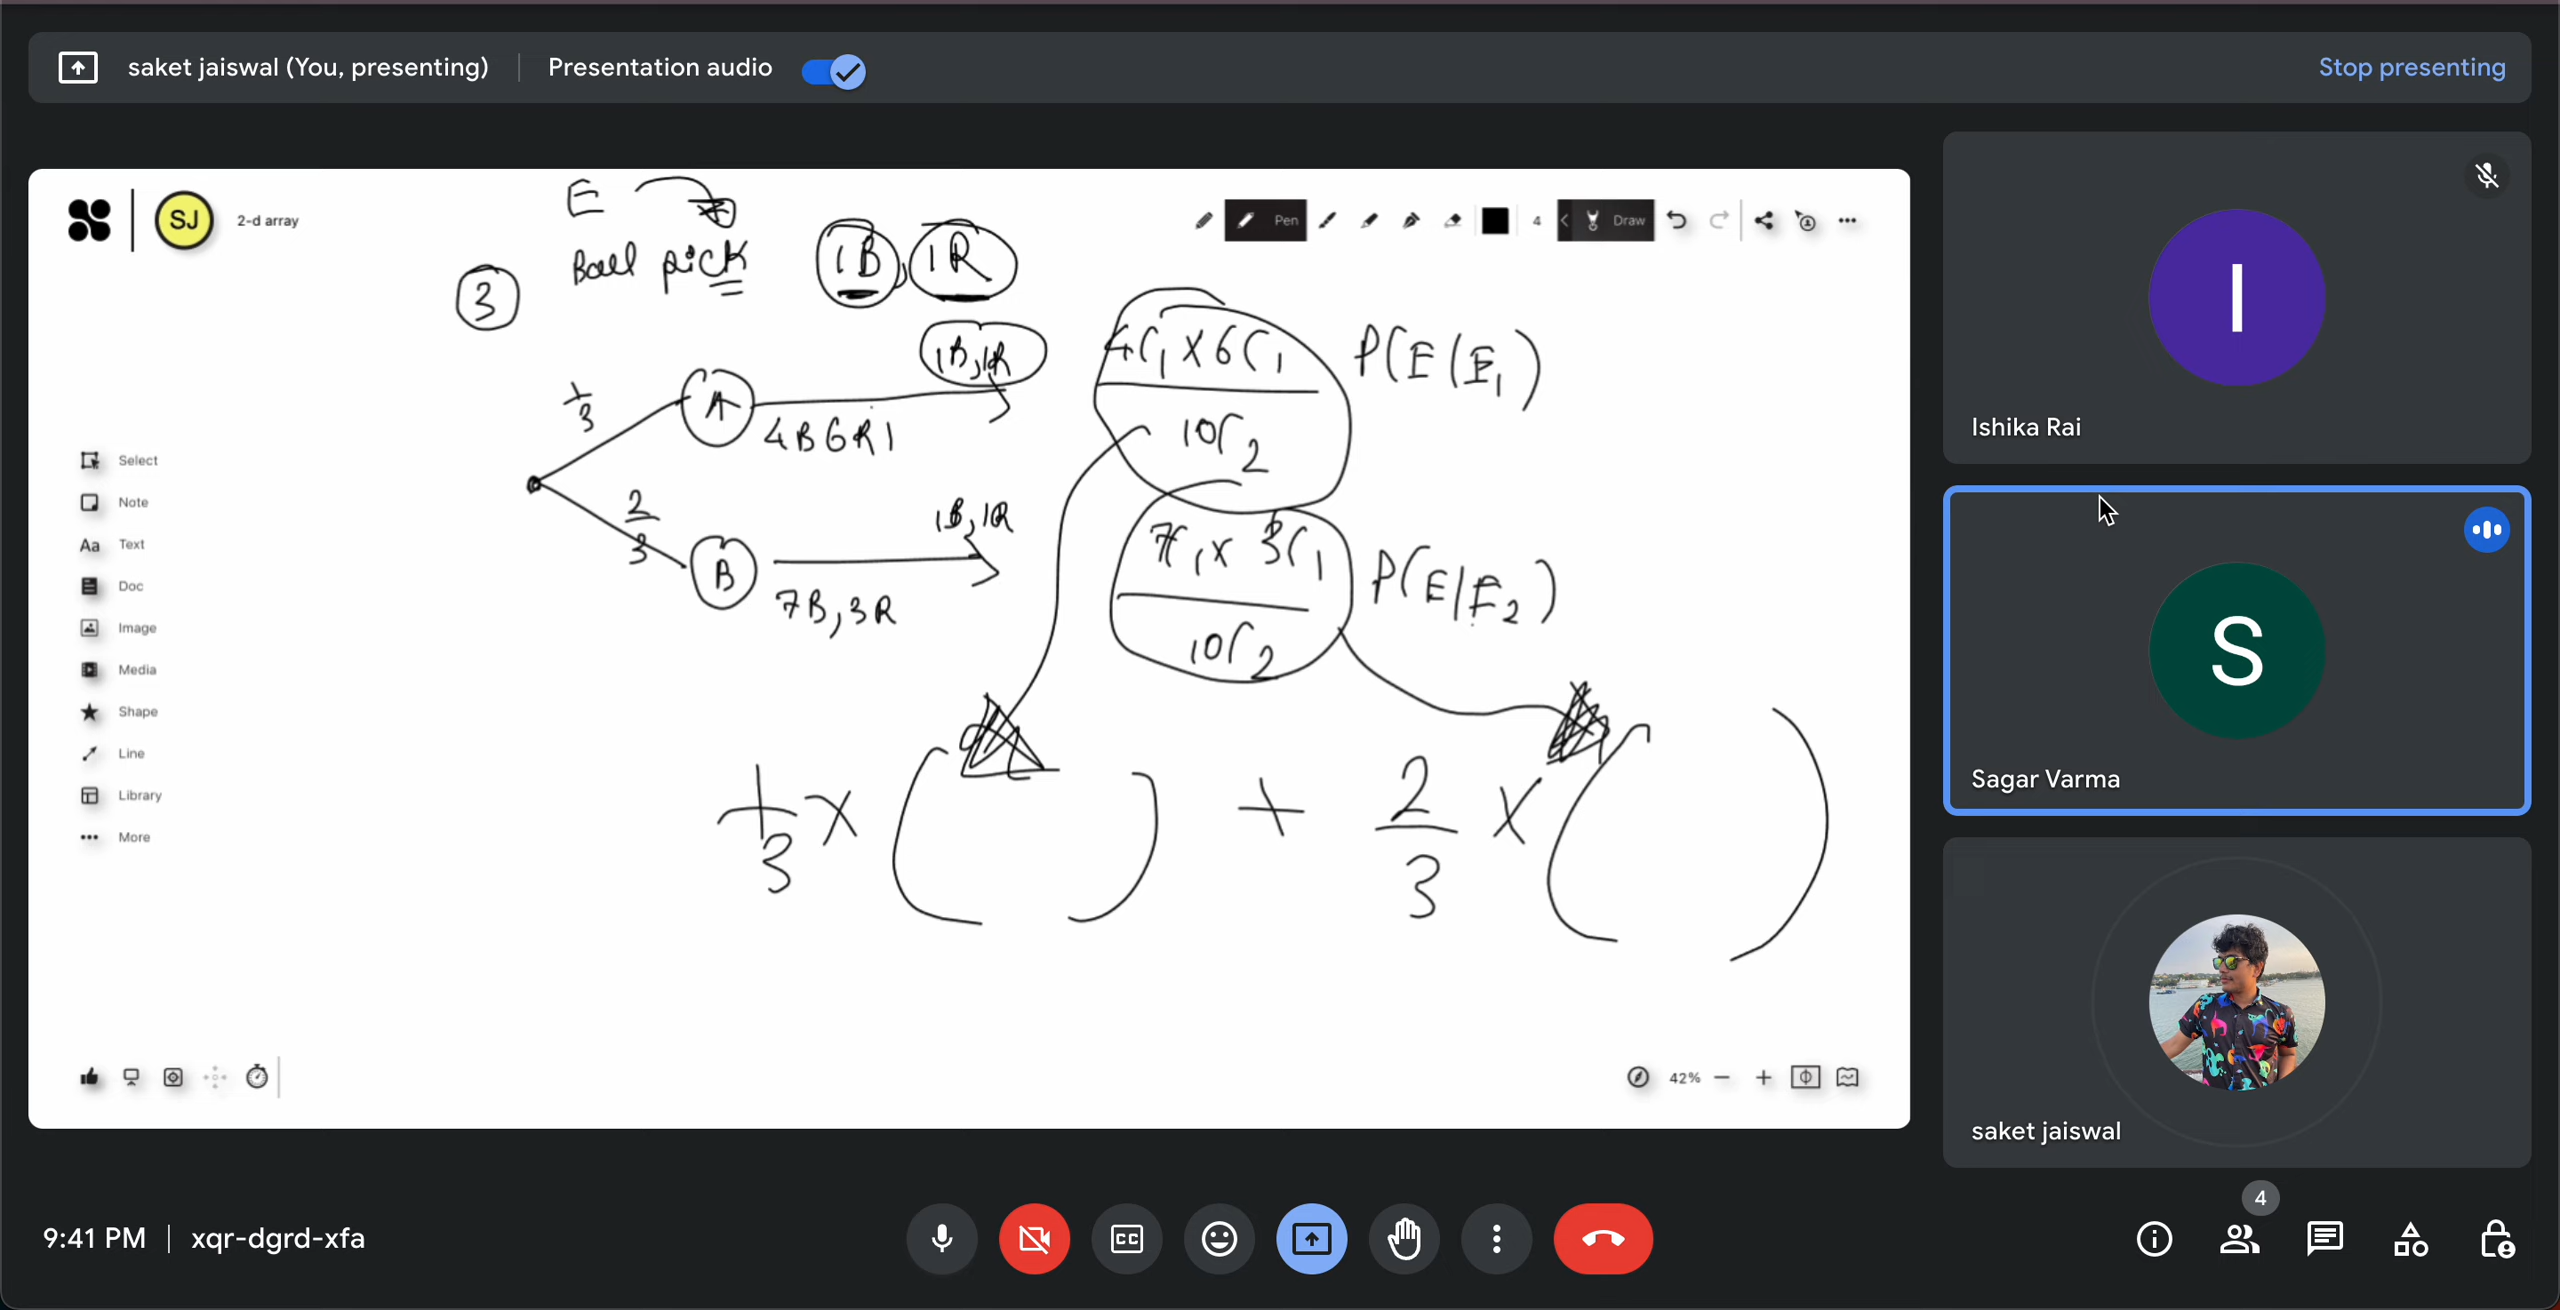 saket jaiswal (You, presenting)
Presentation audio
Stop presenting
SJ
2-d array
Pen
4
Draw
E
Ball pick
1B, 1R
3
1B, 1R
1/3
A
4B 6R
2/3
B
1B, 1R
7B, 3R
4C1 X 6C1
10C2
P(E/E1)
7C1 x 3C1
10C2
P(E/E2)
1/3 x ( ) + 2/3 x ( )
Select
Note
Aa Text
Doc
Image
Media
Shape
Line
Library
More
42%
I
Ishika Rai
S
Sagar Varma
saket jaiswal
9:41 PM
xqr-dgrd-xfa
CC
4